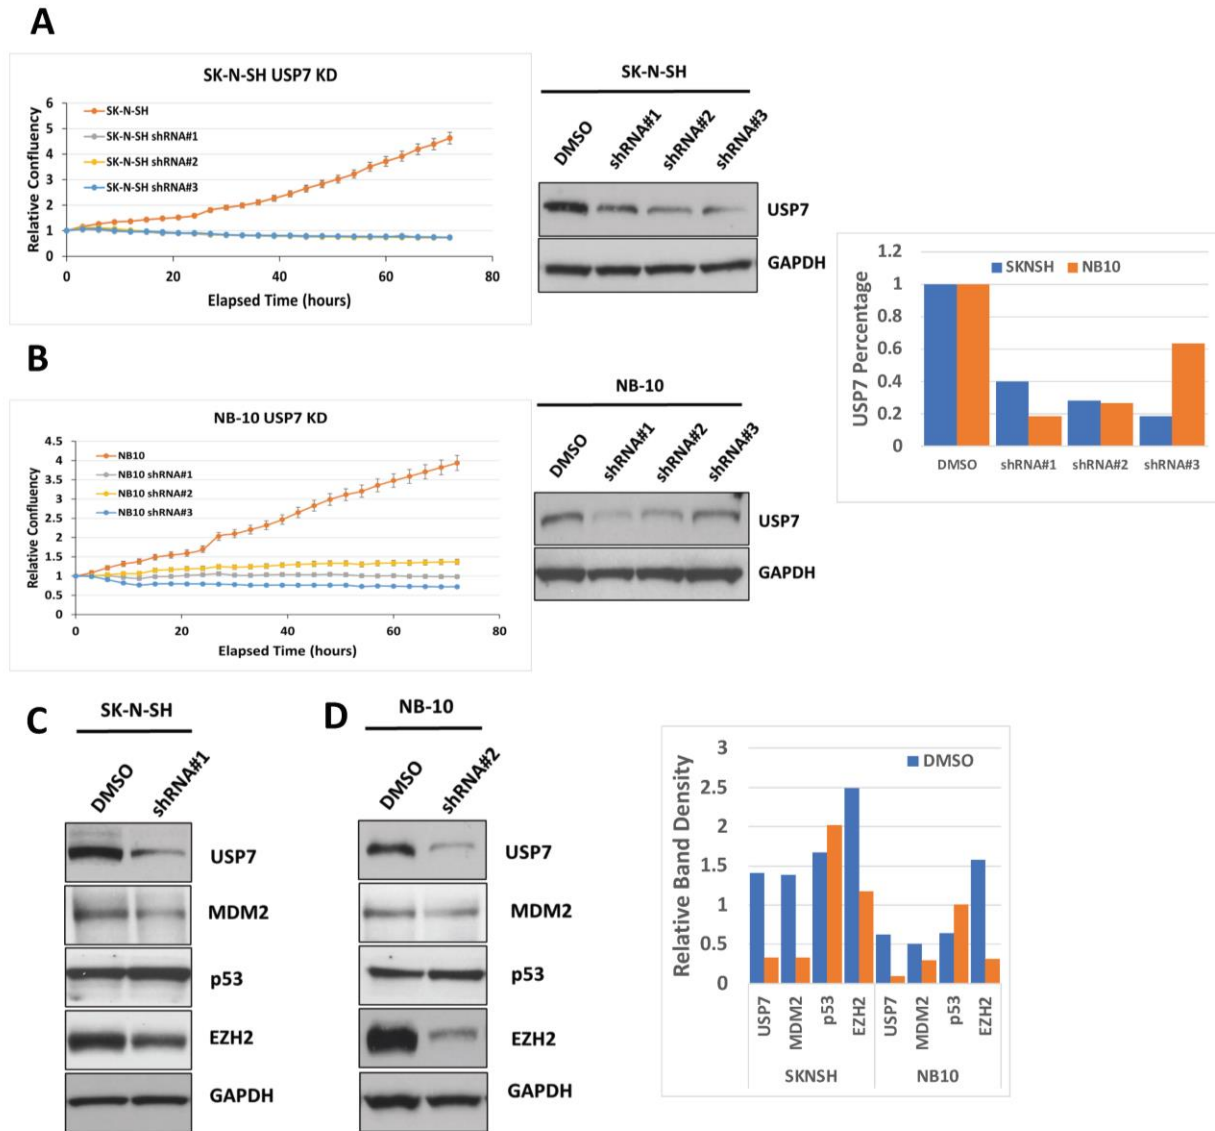 A
SK-N-SH USP7 KD
6
5
4
3
2
1
0
Relative Confluency
SK-N-SH
SK-N-SH shRNA#1
SK-N-SH shRNA#2
SK-N-SH shRNA#3
0 20 40 60 80
Elapsed Time (hours)
SK-N-SH
DMSO shRNA#1 shRNA#2 shRNA#3
USP7
GAPDH
B
NB-10 USP7 KD
4.5
4
3.5
3
2.5
2
1.5
1
0.5
0
Relative Confluency
NB10
NB10 shRNA#1
NB10 shRNA#2
NB10 shRNA#3
0 20 40 60 80
Elapsed Time (hours)
NB-10
DMSO shRNA#1 shRNA#2 shRNA#3
USP7
GAPDH
1.2
1
0.8
0.6
0.4
0.2
0
USP7 Percentage
SKNSH NB10
DMSO shRNA#1 shRNA#2 shRNA#3
C
SK-N-SH
DMSO shRNA#1
USP7
MDM2
p53
EZH2
GAPDH
D
NB-10
DMSO shRNA#2
USP7
MDM2
p53
EZH2
GAPDH
3
2.5
2
1.5
1
0.5
0
Relative Band Density
DMSO
USP7 MDM2 p53 EZH2 USP7 MDM2 p53 EZH2
SKNSH NB10